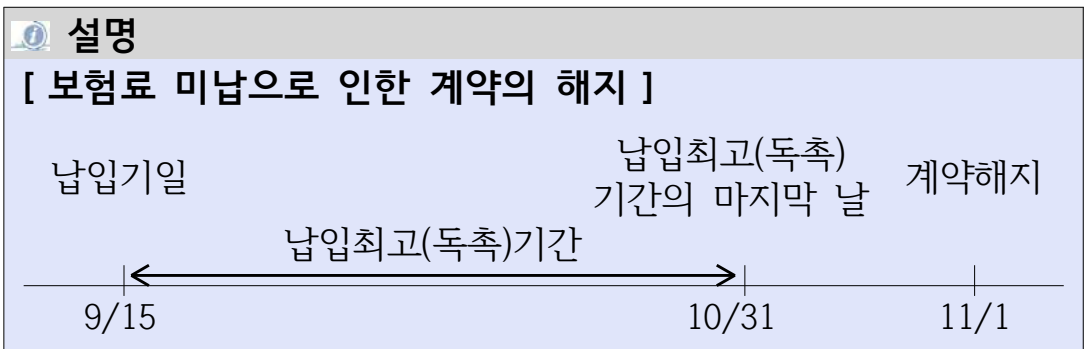 설명
[ 보험료 미납으로 인한 계약의 해지 ]
납입기일
납입최고(독촉)
기간의 마지막 날
계약해지
납입최고(독촉)기간
9/15
10/31
11/1